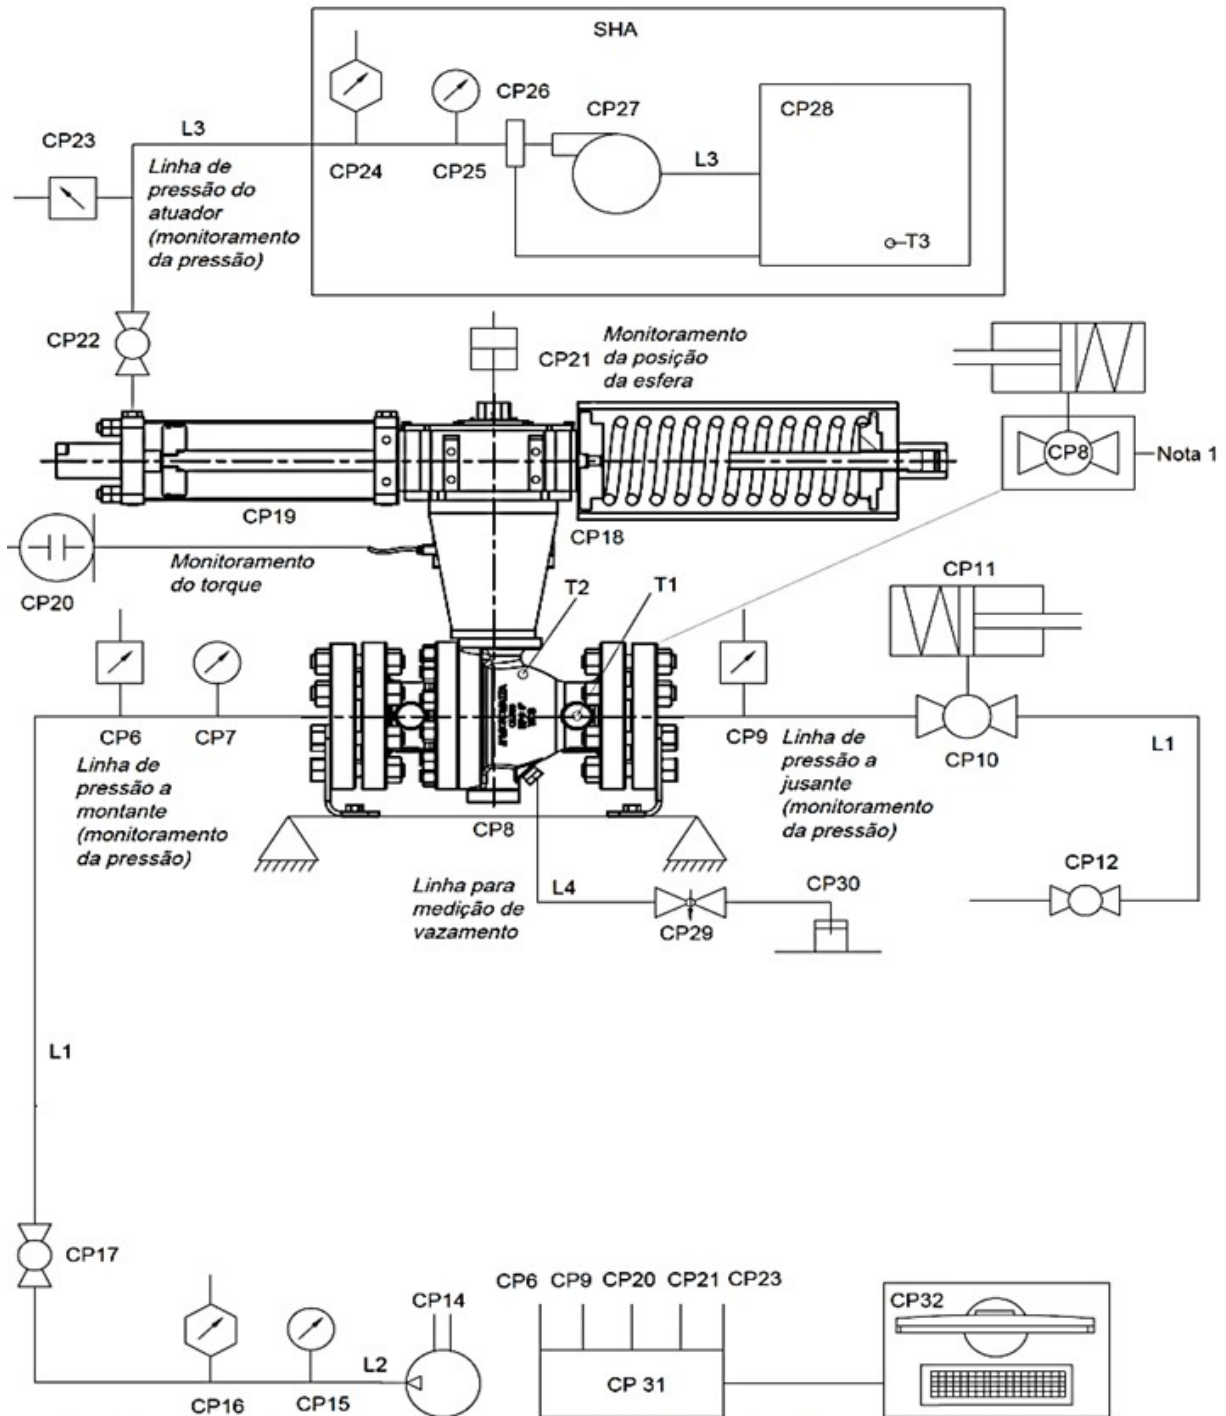 SHA
CP26
CP27
CP28
CP23
L3
CP24
CP25
L3
Linha de
pressão do
atuador
(monitoramento
da pressão)
T3
CP22
CP21
Monitoramento
da posição
da esfera
CP8
Nota 1
CP19
CP18
CP20
Monitoramento
do torque
T2
T1
CP11
CP6
CP7
CP9
CP10
L1
Linha de
pressão a
montante
(monitoramento
da pressão)
Linha de
pressão a
jusante
(monitoramento
da pressão)
CP8
CP12
Linha para
medição de
vazamento
L4
CP30
CP29
L1
CP17
CP6 CP9 CP20 CP21 CP23
CP14
CP32
L2
CP16
CP15
CP 31